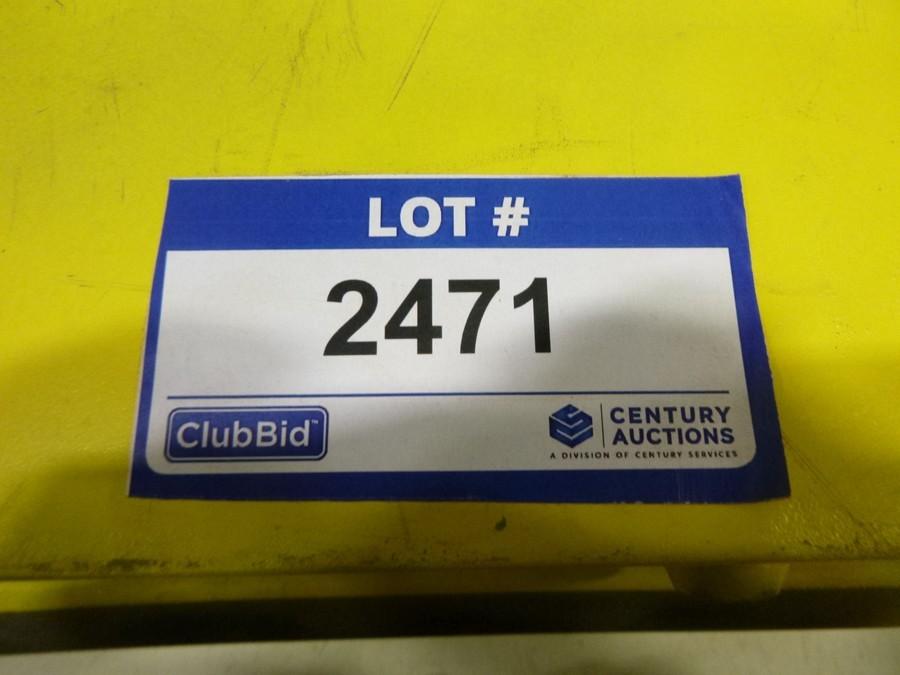 LOT #
2471
ClubBid™
CENTURY
AUCTIONS
A DIVISION OF CENTURY SERVICES